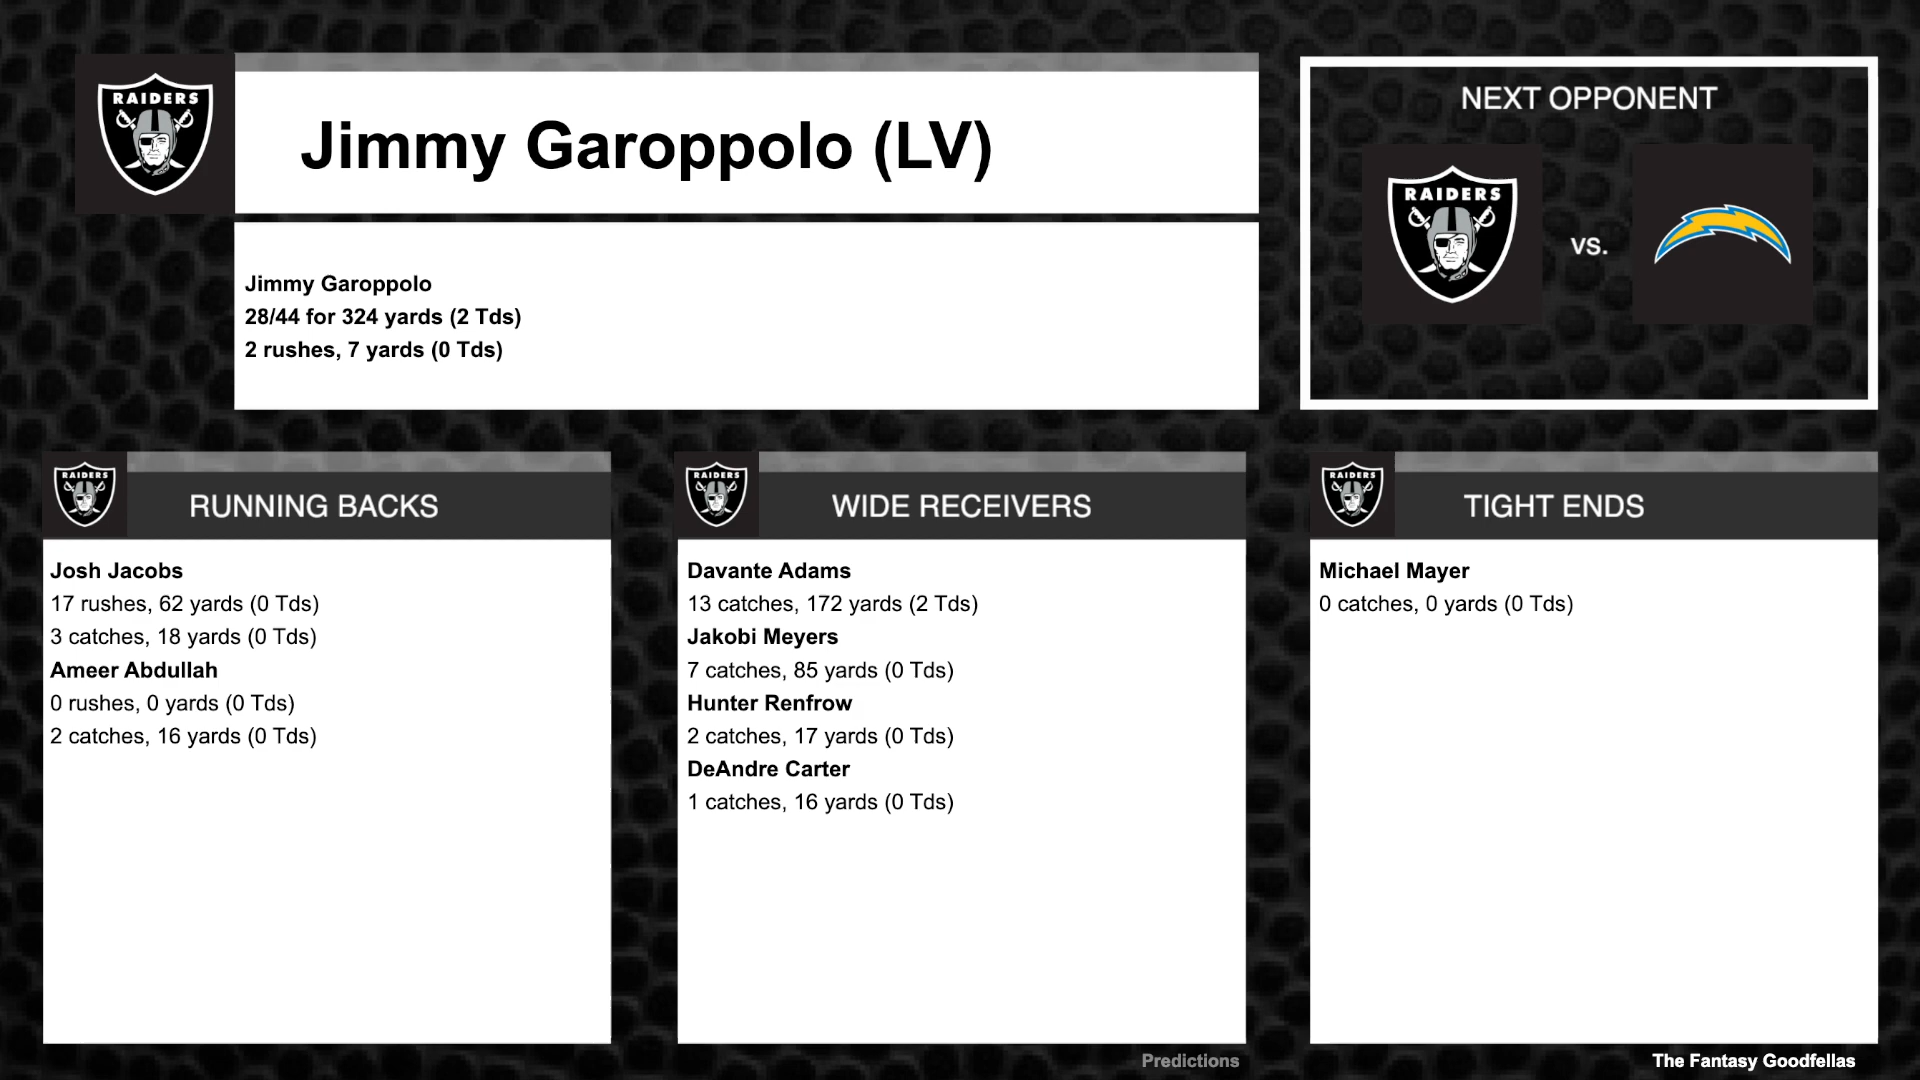 RAIDERS
Jimmy Garoppolo (LV)
Jimmy Garoppolo
28/44 for 324 yards (2 Tds)
2 rushes, 7 yards (0 Tds)
NEXT OPPONENT
RAIDERS
VS.
RAIDERS
RUNNING BACKS
Josh Jacobs
17 rushes, 62 yards (0 Tds)
3 catches, 18 yards (0 Tds)
Ameer Abdullah
0 rushes, 0 yards (0 Tds)
2 catches, 16 yards (0 Tds)
RAIDERS
WIDE RECEIVERS
Davante Adams
13 catches, 172 yards (2 Tds)
Jakobi Meyers
7 catches, 85 yards (0 Tds)
Hunter Renfrow
2 catches, 17 yards (0 Tds)
DeAndre Carter
1 catches, 16 yards (0 Tds)
RAIDERS
TIGHT ENDS
Michael Mayer
0 catches, 0 yards (0 Tds)
Predictions
The Fantasy Goodfellas